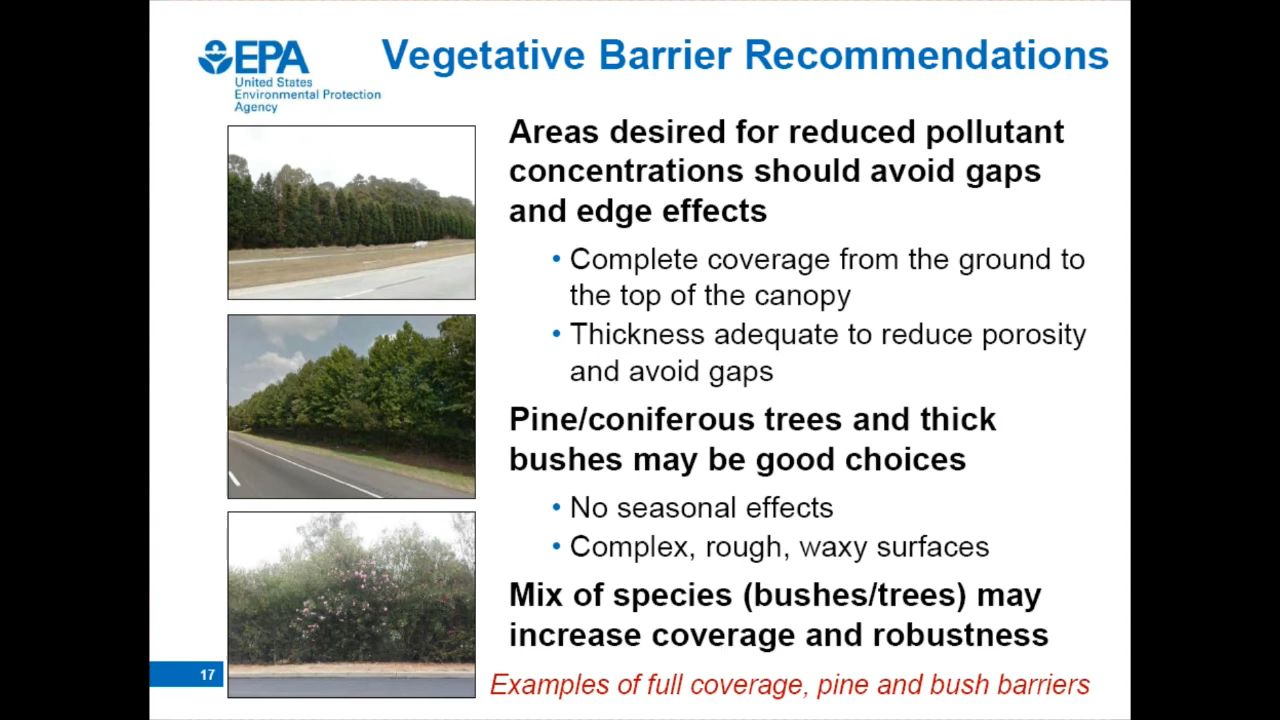 EPA
United States
Environmental Protection
Agency
Vegetative Barrier Recommendations
Areas desired for reduced pollutant
concentrations should avoid gaps
and edge effects
• Complete coverage from the ground to
the top of the canopy
• Thickness adequate to reduce porosity
and avoid gaps
Pine/coniferous trees and thick
bushes may be good choices
• No seasonal effects
• Complex, rough, waxy surfaces
Mix of species (bushes/trees) may
increase coverage and robustness
17
Examples of full coverage, pine and bush barriers